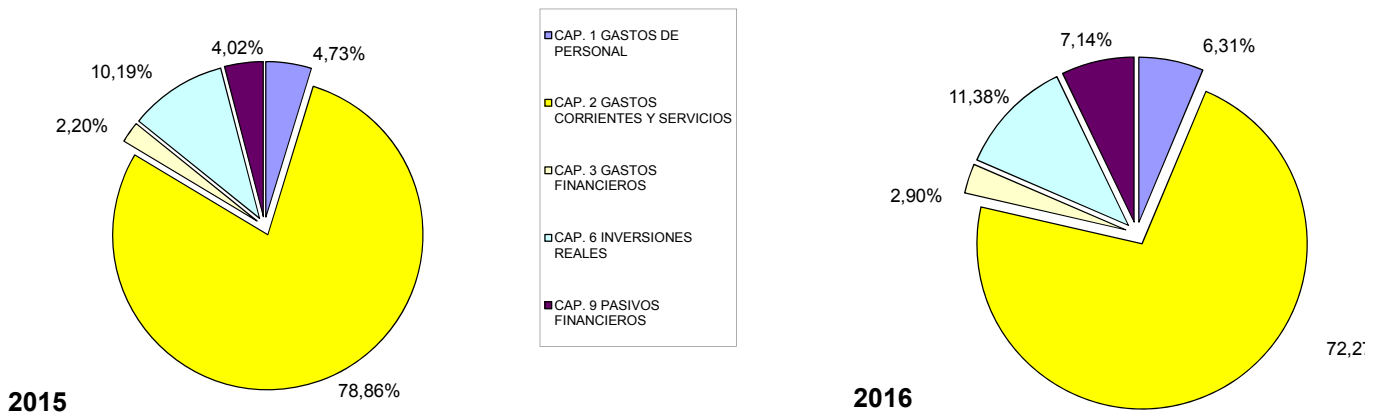 4,02%
4,73%
10,19%
2,20%
78,86%
2015
CAP. 1 GASTOS DE
PERSONAL
CAP. 2 GASTOS
CORRIENTES Y SERVICIOS
CAP. 3 GASTOS
FINANCIEROS
CAP. 6 INVERSIONES
REALES
CAP. 9 PASIVOS
FINANCIEROS
7,14%
6,31%
11,38%
2,90%
72,2
2016